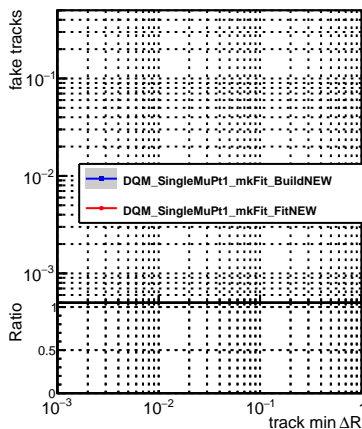 fake tracks
10⁻¹
10⁻²
10⁻³
DQM_SingleMuPt1_mkFit_BuildNEW
DQM_SingleMuPt1_mkFit_FitNEW
Ratio
1
0.5
0
10⁻³
10⁻²
10⁻¹
1
track min ΔR